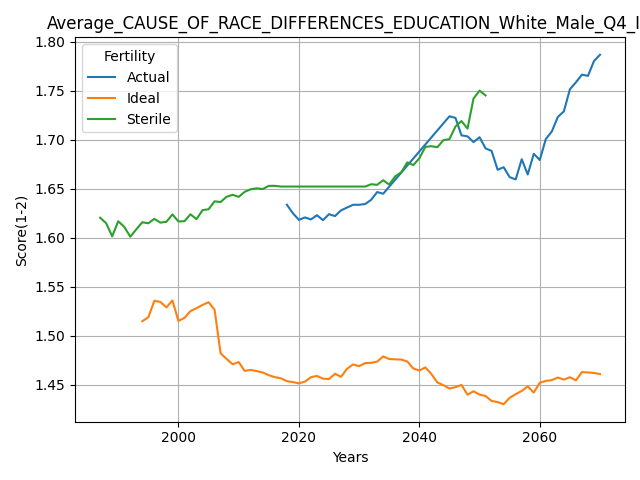 Average_CAUSE_OF_RACE_DIFFERENCES_EDUCATION_White_Male_Q4_I
Fertility
Actual
Ideal
Sterile
Score(1-2)
1.80
1.75
1.70
1.65
1.60
1.55
1.50
1.45
2000
2020
2040
2060
Years